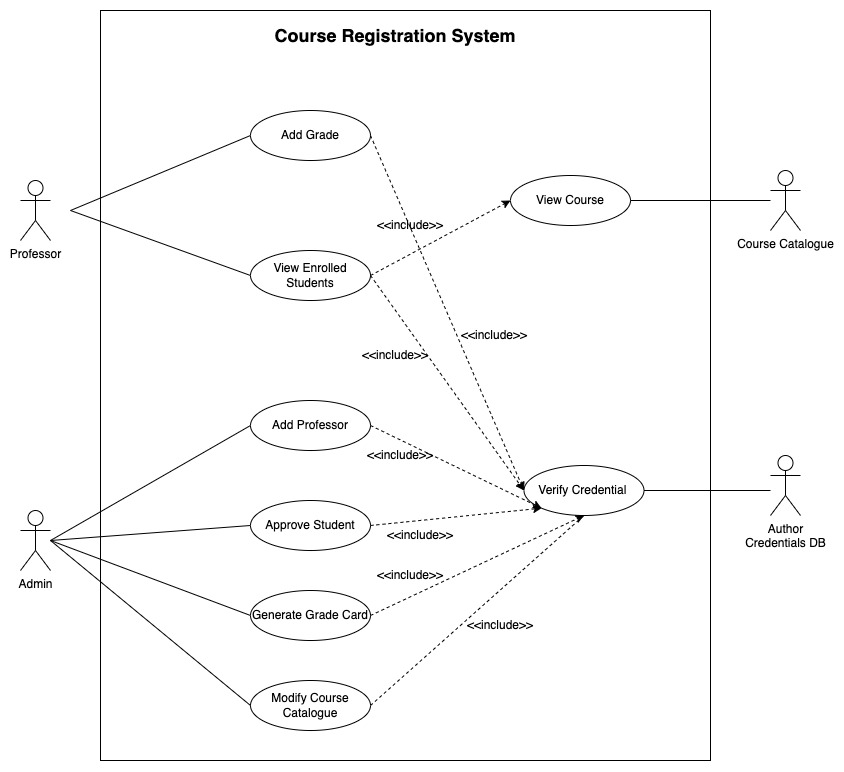 Course Registration System
Add Grade
View Course
<<include>>
Professor
Course Catalogue
View Enrolled
Students
<<include>>
<<include>>
Add Professor
<<include>>
Verify Credential
Approve Student
<<include>>
Author
Credentials DB
Admin
<<include>>
Generate Grade Card
<<include>>
Modify Course
Catalogue